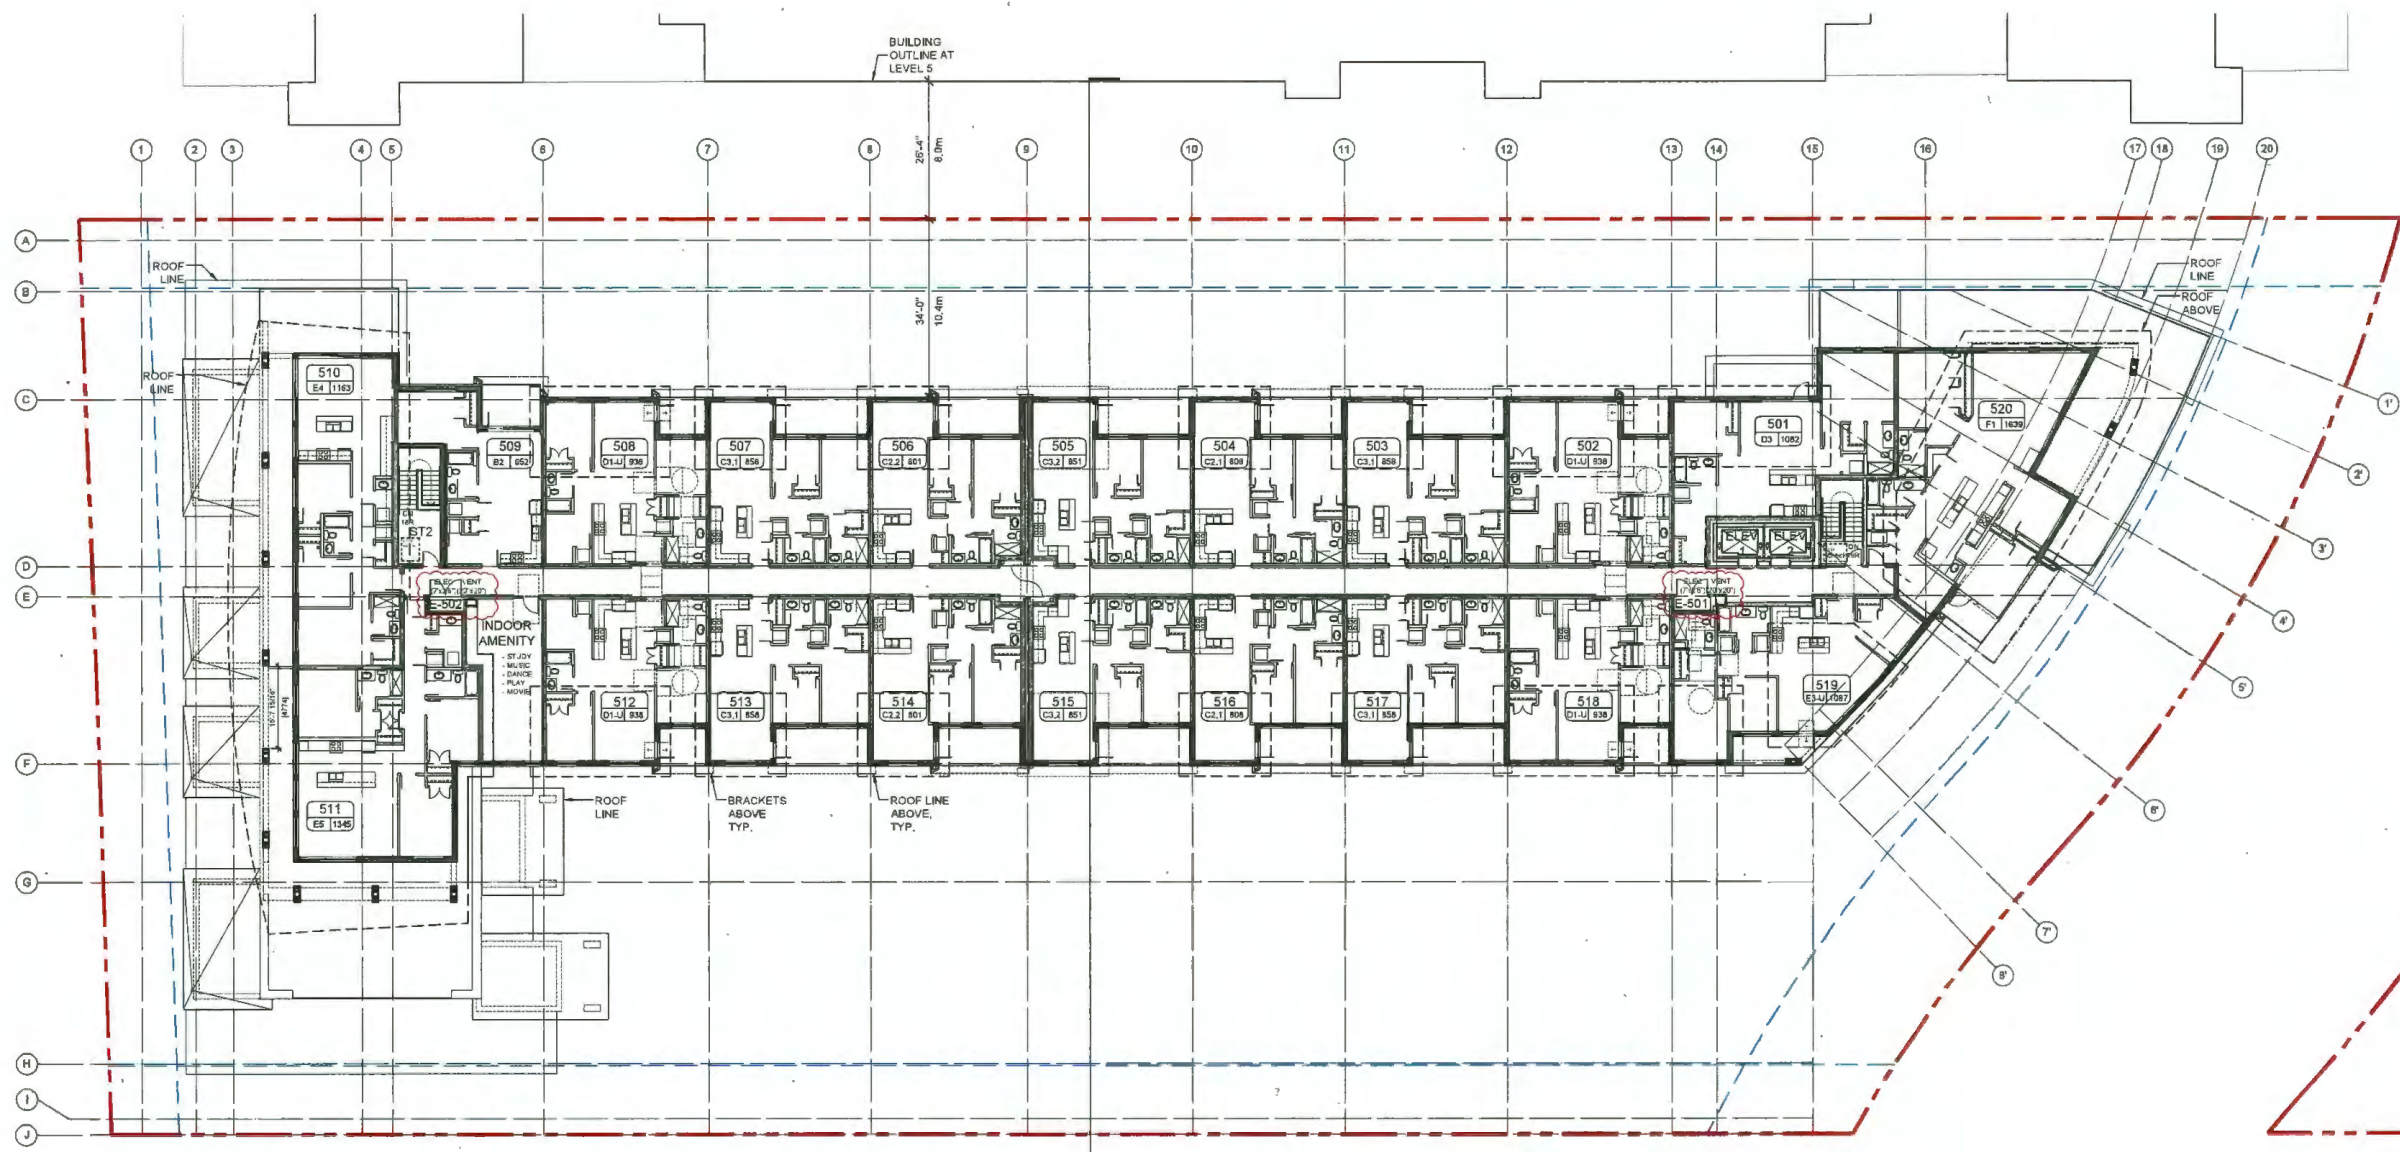 BUILDING
OUTLINE AT
LEVEL 5
26'-4"
8.0m
34'-0"
10.4m
1
2
3
4
5
6
7
8
9
10
11
12
13
14
15
16
17
18
19
20
A
B
C
D
E
F
G
H
I
J
1'
2'
3'
4'
5'
6'
7'
8'
ROOF
LINE
ROOF
LINE
ROOF
LINE
ROOF
ABOVE
510
E4 1163
509
B2 652
508
D1-U 938
507
C3.1 858
506
C2.2 801
505
C3.2 851
504
C2.1 808
503
C3.1 858
502
D1-U 938
501
D3 1082
520
F1 1639
ST2
ELEV
1
ELEV
2
E-502
E-501
INDOOR
AMENITY
- STUDY
- MUSIC
- DANCE
- PLAY
- MOVIE
[4774]
511
E5 1345
512
D1-U 938
513
C3.1 858
514
C2.2 801
515
C3.2 851
516
C2.1 808
517
C3.1 858
518
D1-U 938
519
E3-U 1087
ROOF
LINE
BRACKETS
ABOVE
TYP.
ROOF LINE
ABOVE,
TYP.